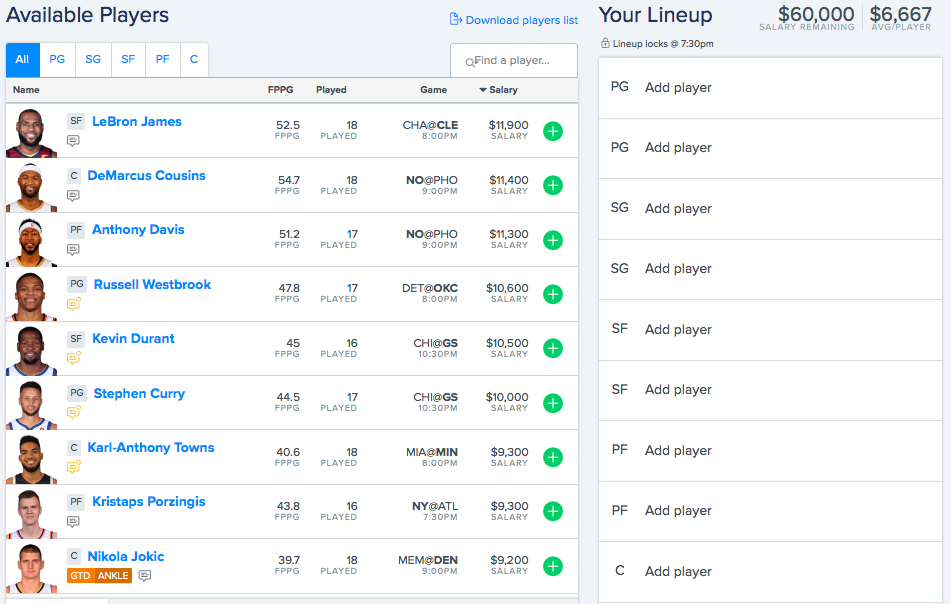 Available Players
Download players list
All PG SG SF PF C
Find a player...
Name FPPG Played Game Salary
SF LeBron James 52.5 18 CHA@CLE $11,900
FPPG PLAYED 8:00PM SALARY
C DeMarcus Cousins 54.7 18 NO@PHO $11,400
FPPG PLAYED 9:00PM SALARY
PF Anthony Davis 51.2 17 NO@PHO $11,300
FPPG PLAYED 9:00PM SALARY
PG Russell Westbrook 47.8 17 DET@OKC $10,600
FPPG PLAYED 8:00PM SALARY
SF Kevin Durant 45 16 CHI@GS $10,500
FPPG PLAYED 10:30PM SALARY
PG Stephen Curry 44.5 17 CHI@GS $10,000
FPPG PLAYED 10:30PM SALARY
C Karl-Anthony Towns 40.6 18 MIA@MIN $9,300
FPPG PLAYED 8:00PM SALARY
PF Kristaps Porzingis 43.8 16 NY@ATL $9,300
FPPG PLAYED 7:30PM SALARY
C Nikola Jokic 39.7 18 MEM@DEN $9,200
GTD ANKLE FPPG PLAYED 9:00PM SALARY
Your Lineup
$60,000 $6,667
SALARY REMAINING AVG/PLAYER
Lineup locks @ 7:30pm
PG Add player
PG Add player
SG Add player
SG Add player
SF Add player
SF Add player
PF Add player
PF Add player
C Add player